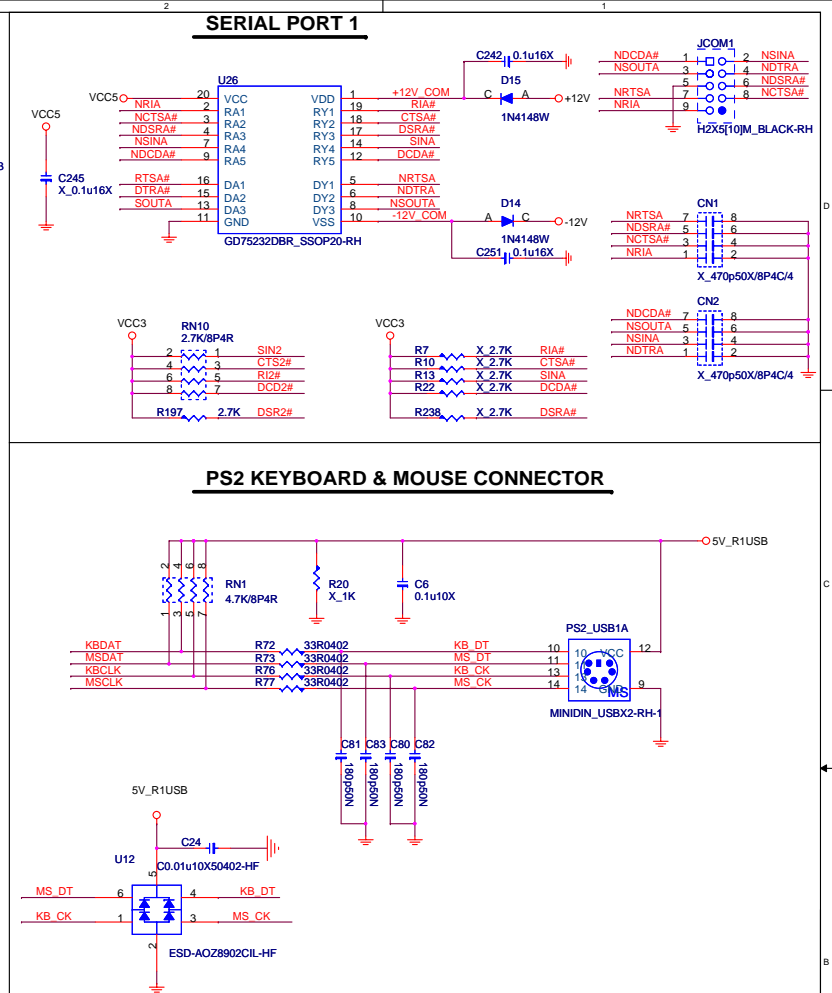 2 1
SERIAL PORT 1
VCC5
C245
X_0.1u16X
U26
VCC5 20 VCC VDD 1 +12V_COM
NRIA 2 RA1 RY1 19 RIA#
NCTSA# 3 RA2 RY2 18 CTSA#
NDSRA# 4 RA3 RY3 17 DSRA#
NSINA 7 RA4 RY4 14 SINA
NDCDA# 9 RA5 RY5 12 DCDA#
RTSA# 16 DA1 DY1 5 NRTSA
DTRA# 15 DA2 DY2 6 NDTRA
SOUTA 13 DA3 DY3 8 NSOUTA
11 GND VSS 10 -12V_COM
GD75232DBR_SSOP20-RH
C242 0.1u16X
D15
C A +12V
1N4148W
D14
A C -12V
1N4148W
C251 0.1u16X
JCOM1
NDCDA# 1 2 NSINA
NSOUTA 3 4 NDTRA
5 6 NDSRA#
NRTSA 7 8 NCTSA#
NRIA 9
H2X5[10]M_BLACK-RH
CN1
NRTSA 7 8
NDSRA# 5 6
NCTSA# 3 4
NRIA 1 2
X_470p50X/8P4C/4
CN2
NDCDA# 7 8
NSOUTA 5 6
NSINA 3 4
NDTRA 1 2
X_470p50X/8P4C/4
VCC3
RN10
2.7K/8P4R
2 1 SIN2
4 3 CTS2#
6 5 RI2#
8 7 DCD2#
R197 2.7K DSR2#
VCC3
R7 X_2.7K RIA#
R10 X_2.7K CTSA#
R13 X_2.7K SINA
R22 X_2.7K DCDA#
R238 X_2.7K DSRA#
B
D
C
B
PS2 KEYBOARD & MOUSE CONNECTOR
5V_R1USB
2 4 6 8
RN1
4.7K/8P4R
1 3 5 7
R20
X_1K
C6
0.1u10X
KBDAT R72 33R0402 KB_DT 10
MSDAT R73 33R0402 MS_DT 11
KBCLK R76 33R0402 KB_CK 13
MSCLK R77 33R0402 MS_CK 14
PS2_USB1A
10 VCC 12
14 GND 9
MS
MINIDIN_USBX2-RH-1
C81 C83 C80 C82
180p50N 180p50N 180p50N 180p50N
5V_R1USB
C24
C0.01u10X50402-HF
U12
5
MS_DT 6 4 KB_DT
KB_CK 1 3 MS_CK
2
ESD-AOZ8902CIL-HF